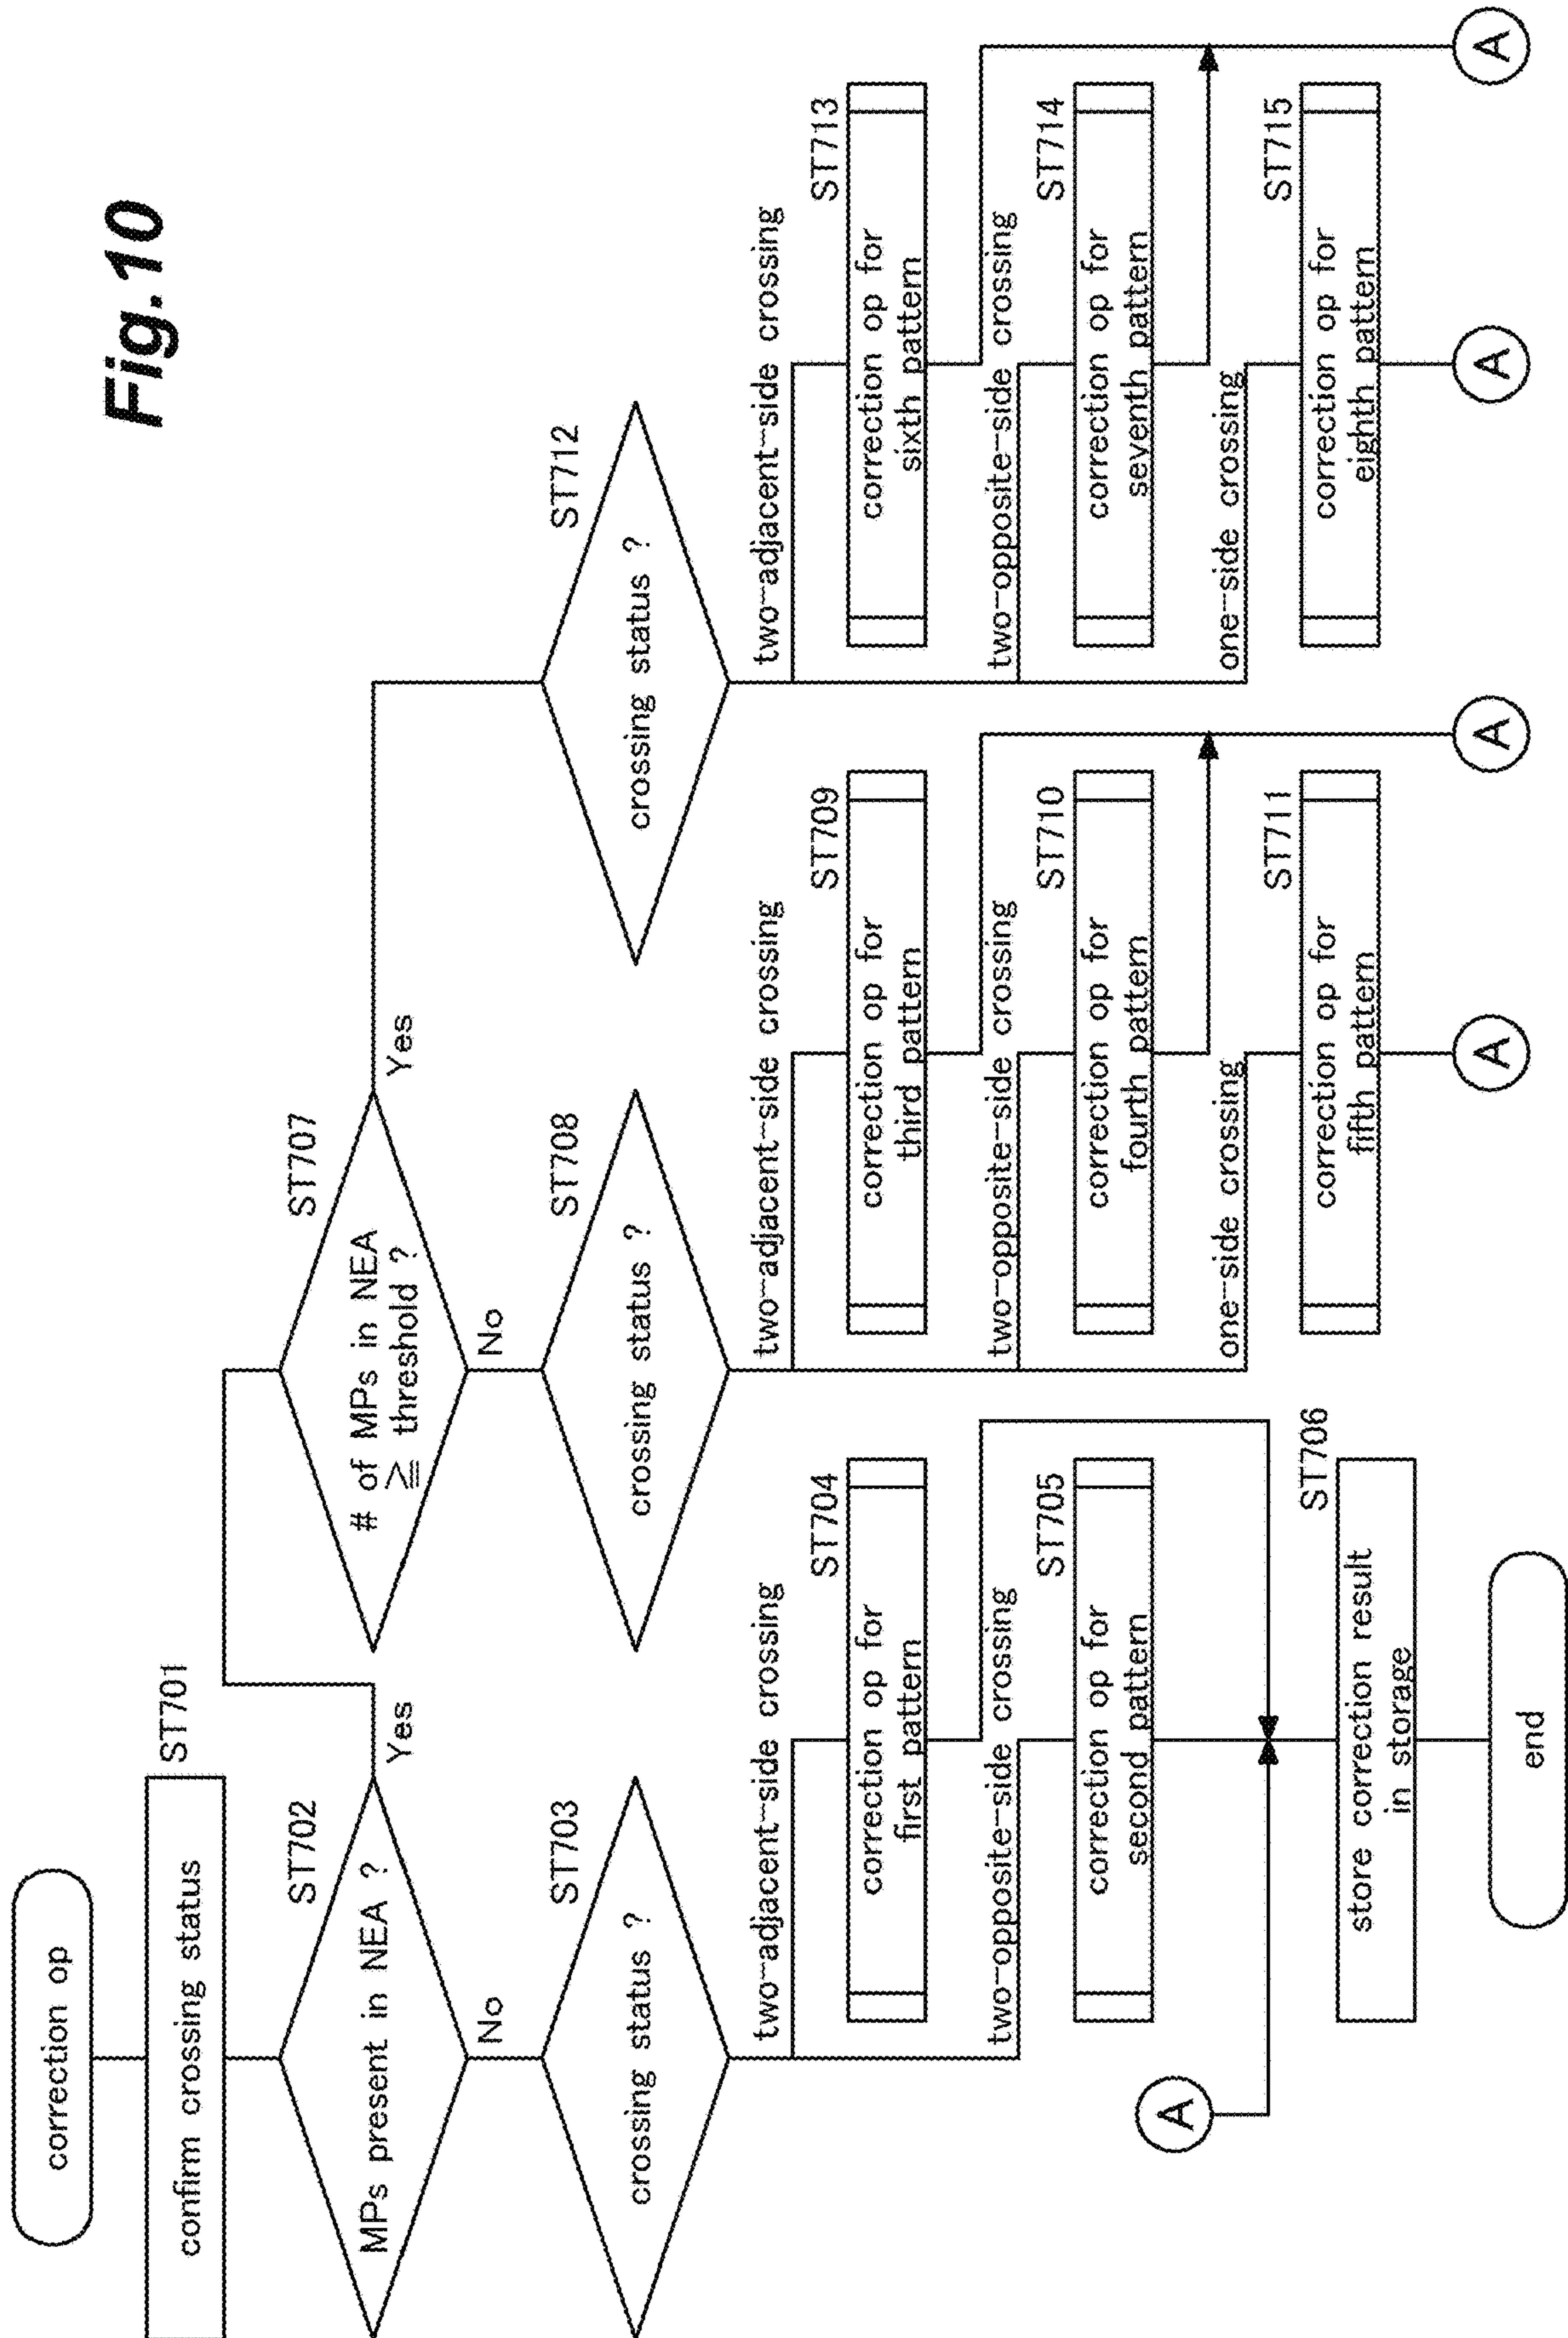 Fig.10
correction op
ST701
confirm crossing status
ST702
MPs present in NEA ?
Yes
No
ST703
crossing status ?
two-adjacent-side crossing
ST704
correction op for
first pattern
two-opposite-side crossing
ST705
correction op for
second pattern
A
ST706
store correction result
in storage
end
ST707
# of MPs in NEA
≧ threshold ?
Yes
No
ST708
crossing status ?
two-adjacent-side crossing
ST709
correction op for
third pattern
two-opposite-side crossing
ST710
correction op for
fourth pattern
one-side crossing
ST711
correction op for
fifth pattern
A
A
ST712
crossing status ?
two-adjacent-side crossing
ST713
correction op for
sixth pattern
two-opposite-side crossing
ST714
correction op for
seventh pattern
one-side crossing
ST715
correction op for
eighth pattern
A
A